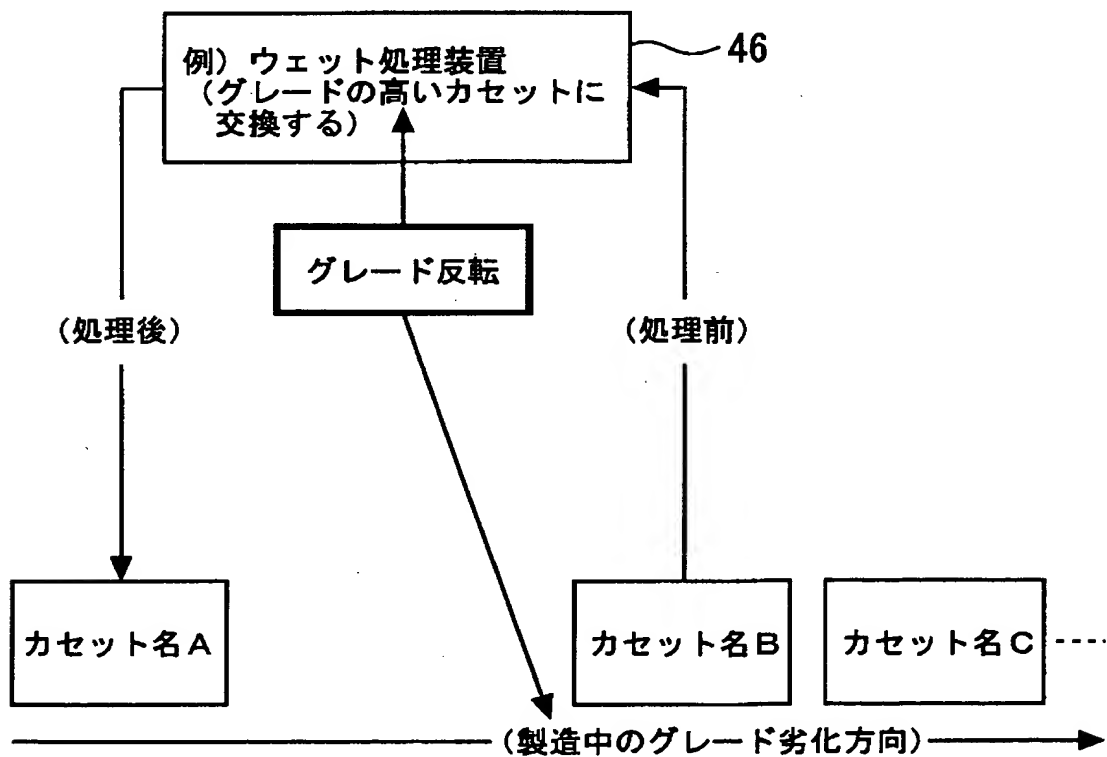 46
例）ウェット処理装置
（グレードの高いカセットに
交換する）
グレード反転
（処理後）
（処理前）
カセット名A
カセット名B
カセット名C
（製造中のグレード劣化方向）